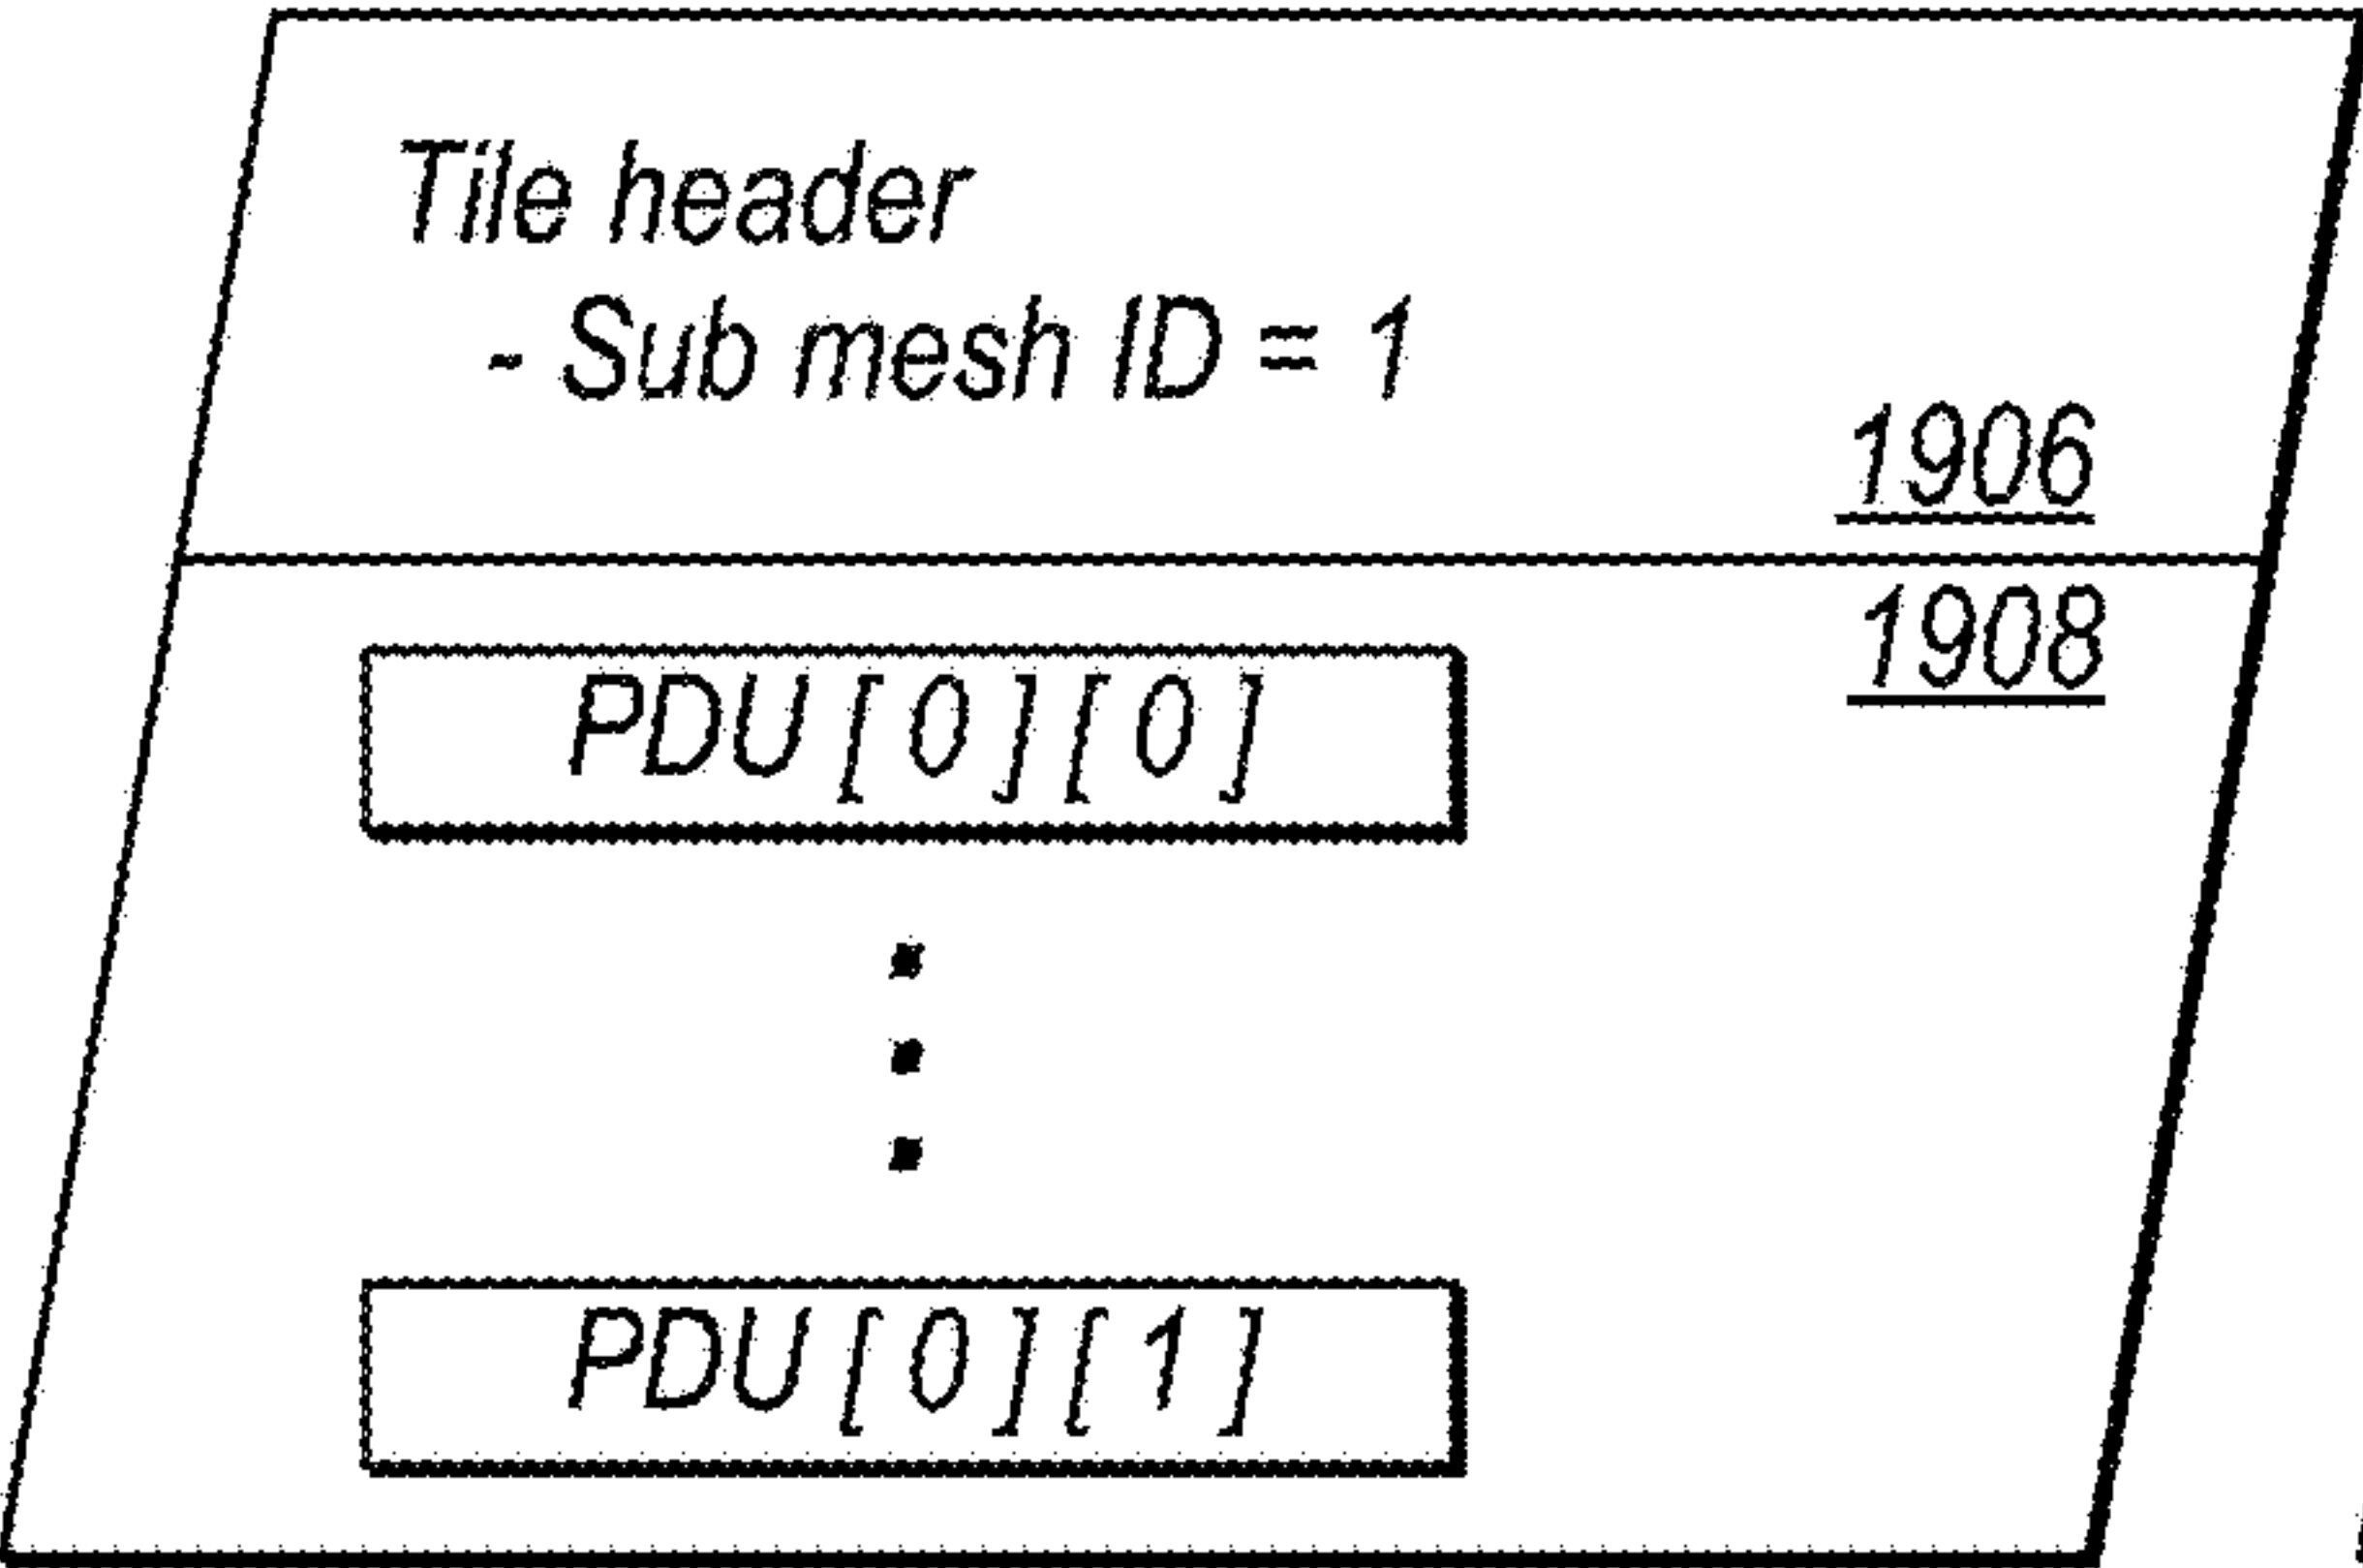 Tile header
- Sub mesh ID = 1
1906
1908
PDU [ 0 ] [ 0 ]
PDU [ 0 ] [ 1 ]